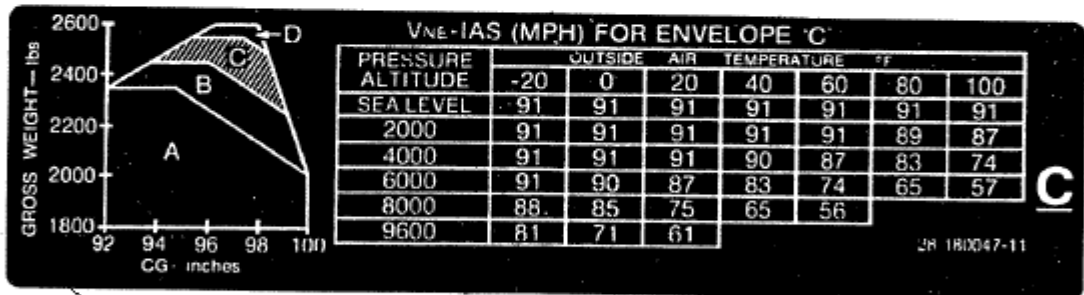 VNE-IAS (MPH) FOR ENVELOPE "C"
PRESSURE ALTITUDE OUTSIDE AIR TEMPERATURE °F
-20 0 20 40 60 80 100
SEA LEVEL 91 91 91 91 91 91 91
2000 91 91 91 91 91 89 87
4000 91 91 91 90 87 83 74
6000 91 90 87 83 74 65 57
8000 88 85 75 65 56
9600 81 71 61
C
GROSS WEIGHT—lbs
2600
2400
2200
2000
1800
92 94 96 98 100
CG - inches
A
B
C
D
28-160047-11